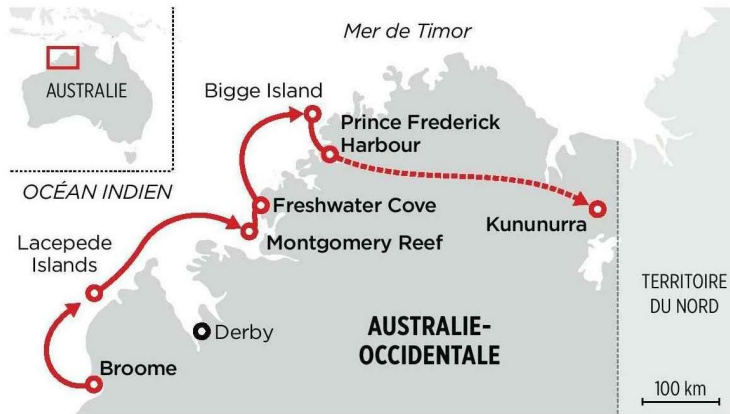 Mer de Timor
AUSTRALIE
Bigge Island
Prince Frederick
Harbour
OCÉAN INDIEN
Freshwater Cove
Kununurra
Montgomery Reef
Lacepede
Islands
TERRITOIRE
DU NORD
Derby
AUSTRALIE-
OCCIDENTALE
Broome
100 km